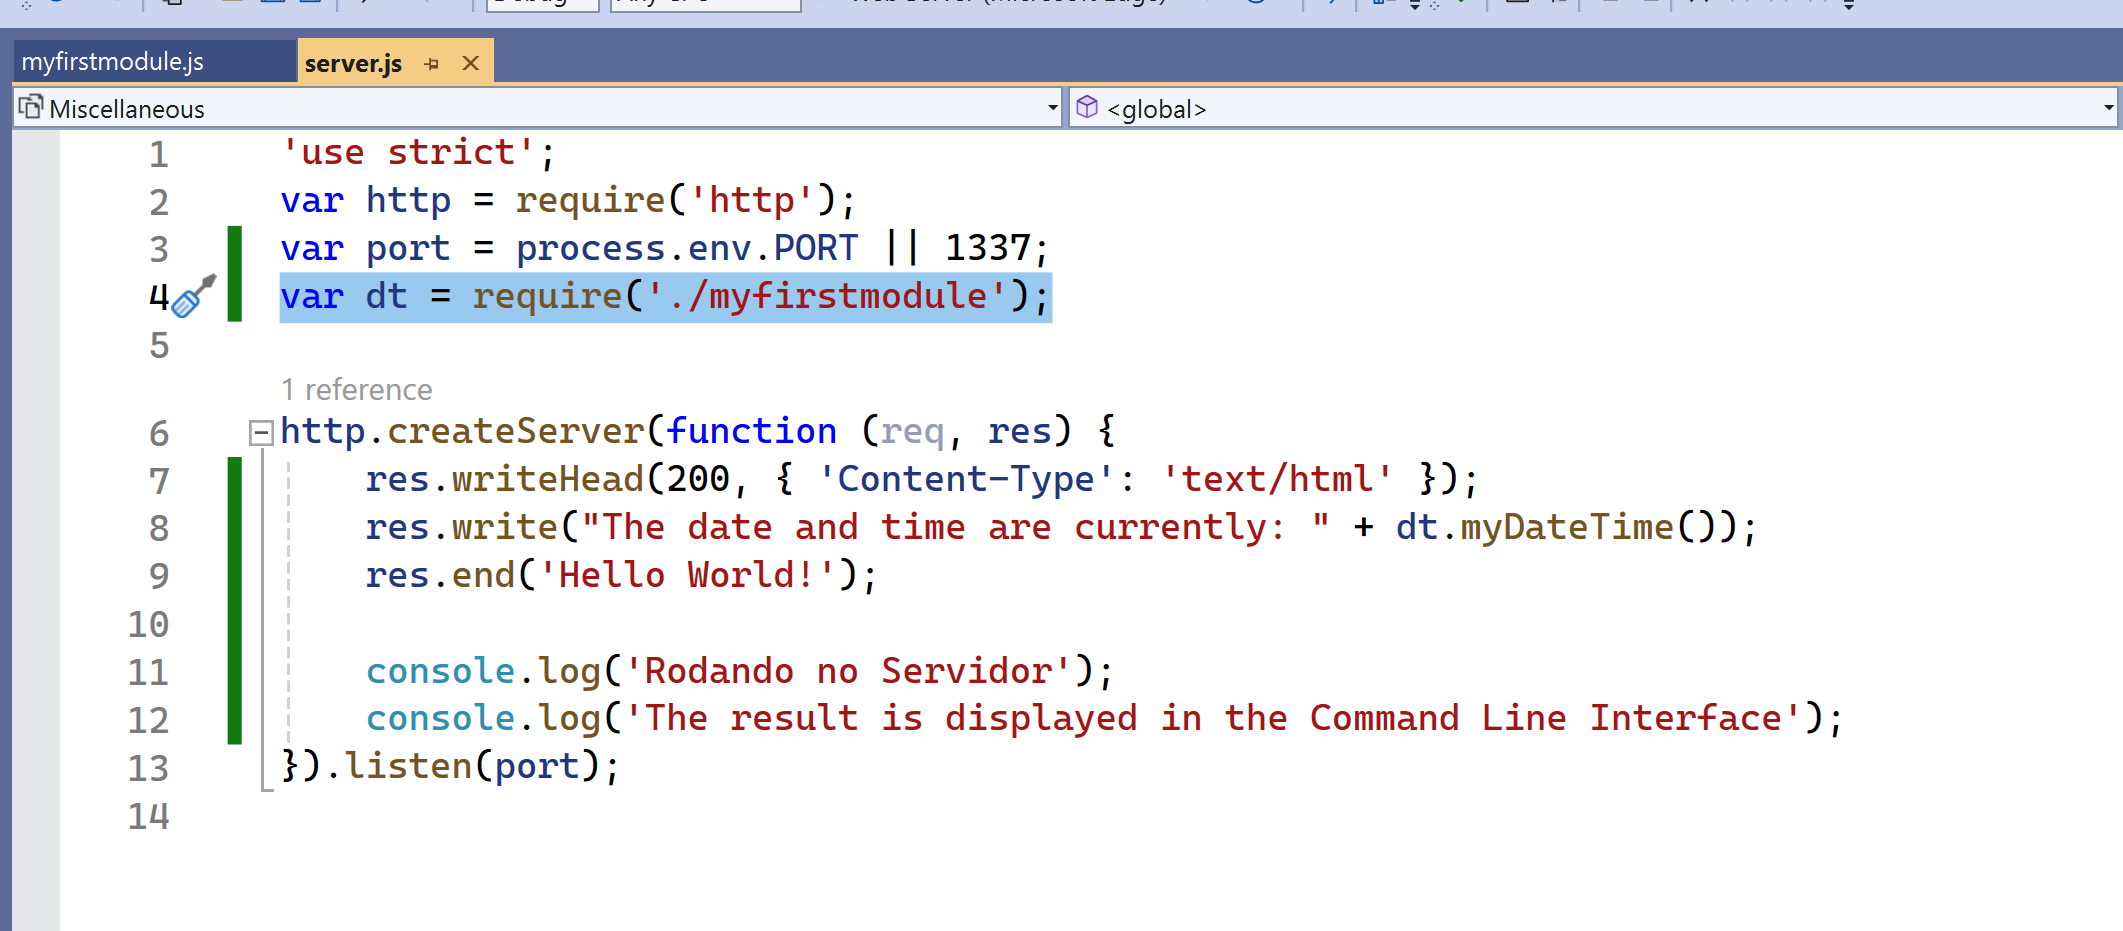 myfirstmodule.js
server.js
Miscellaneous
<global>
1 'use strict';
2 var http = require('http');
3 var port = process.env.PORT || 1337;
4 var dt = require('./myfirstmodule');
5
1 reference
6 http.createServer(function (req, res) {
7 res.writeHead(200, { 'Content-Type': 'text/html' });
8 res.write("The date and time are currently: " + dt.myDateTime());
9 res.end('Hello World!');
10
11 console.log('Rodando no Servidor');
12 console.log('The result is displayed in the Command Line Interface');
13 }).listen(port);
14